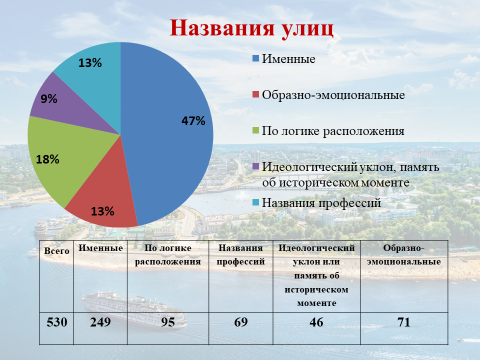 Названия улиц
13%
9%
47%
18%
13%
Именные
Образно-эмоциональные
По логике расположения
Идеологический уклон, память
об историческом моменте
Названия профессий
Всего
Именные
По логике
расположения
Названия
профессий
Идеологический
уклон или
память об
историческом
моменте
Образно-
эмоциональные
530 249 95 69 46 71